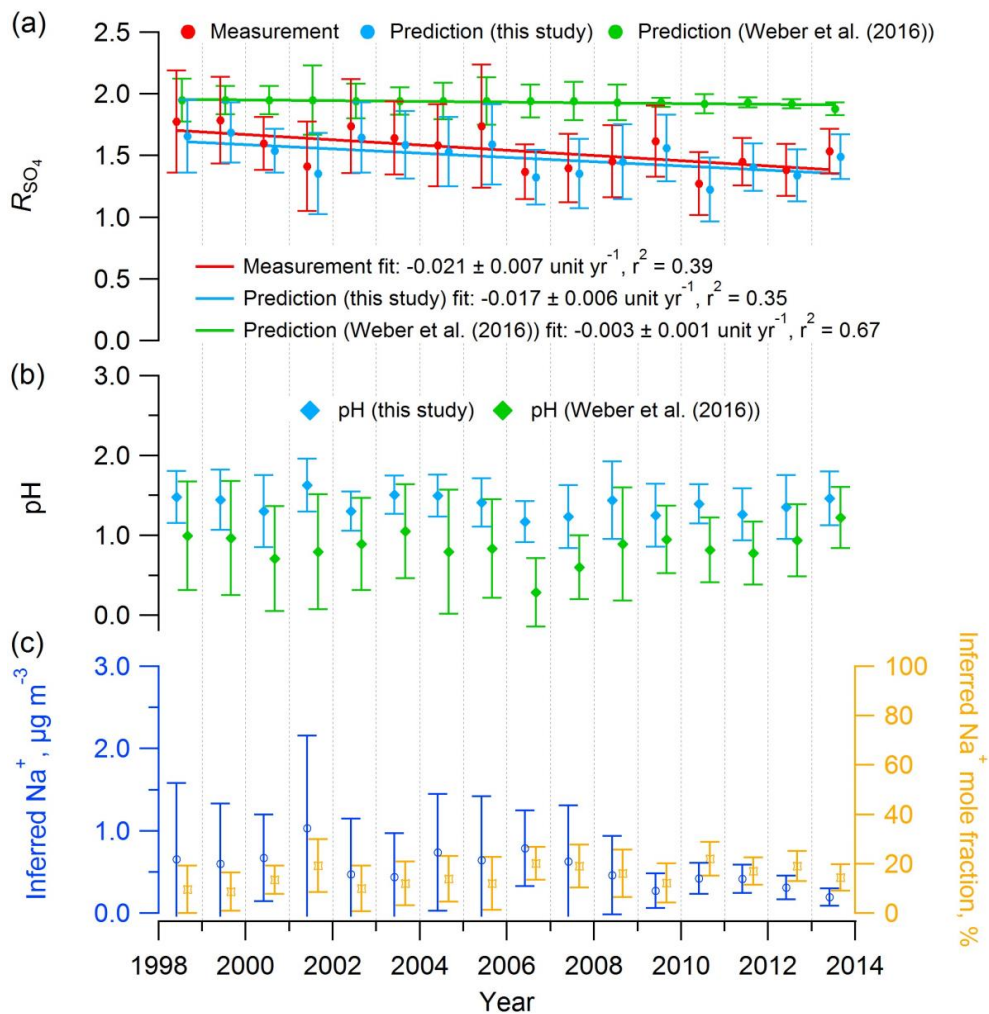 (a)
2.5
2.0
1.5
1.0
0.5
0.0
R_SO₄
Measurement Prediction (this study) Prediction (Weber et al. (2016))
Measurement fit: -0.021 ± 0.007 unit yr⁻¹, r² = 0.39
Prediction (this study) fit: -0.017 ± 0.006 unit yr⁻¹, r² = 0.35
Prediction (Weber et al. (2016)) fit: -0.003 ± 0.001 unit yr⁻¹, r² = 0.67
(b)
3.0
2.0
1.0
0.0
pH
pH (this study) pH (Weber et al. (2016))
(c)
3.0
2.0
1.0
0.0
Inferred Na⁺, µg m⁻³
100
80
60
40
20
0
Inferred Na⁺ mole fraction, %
1998 2000 2002 2004 2006 2008 2010 2012 2014
Year